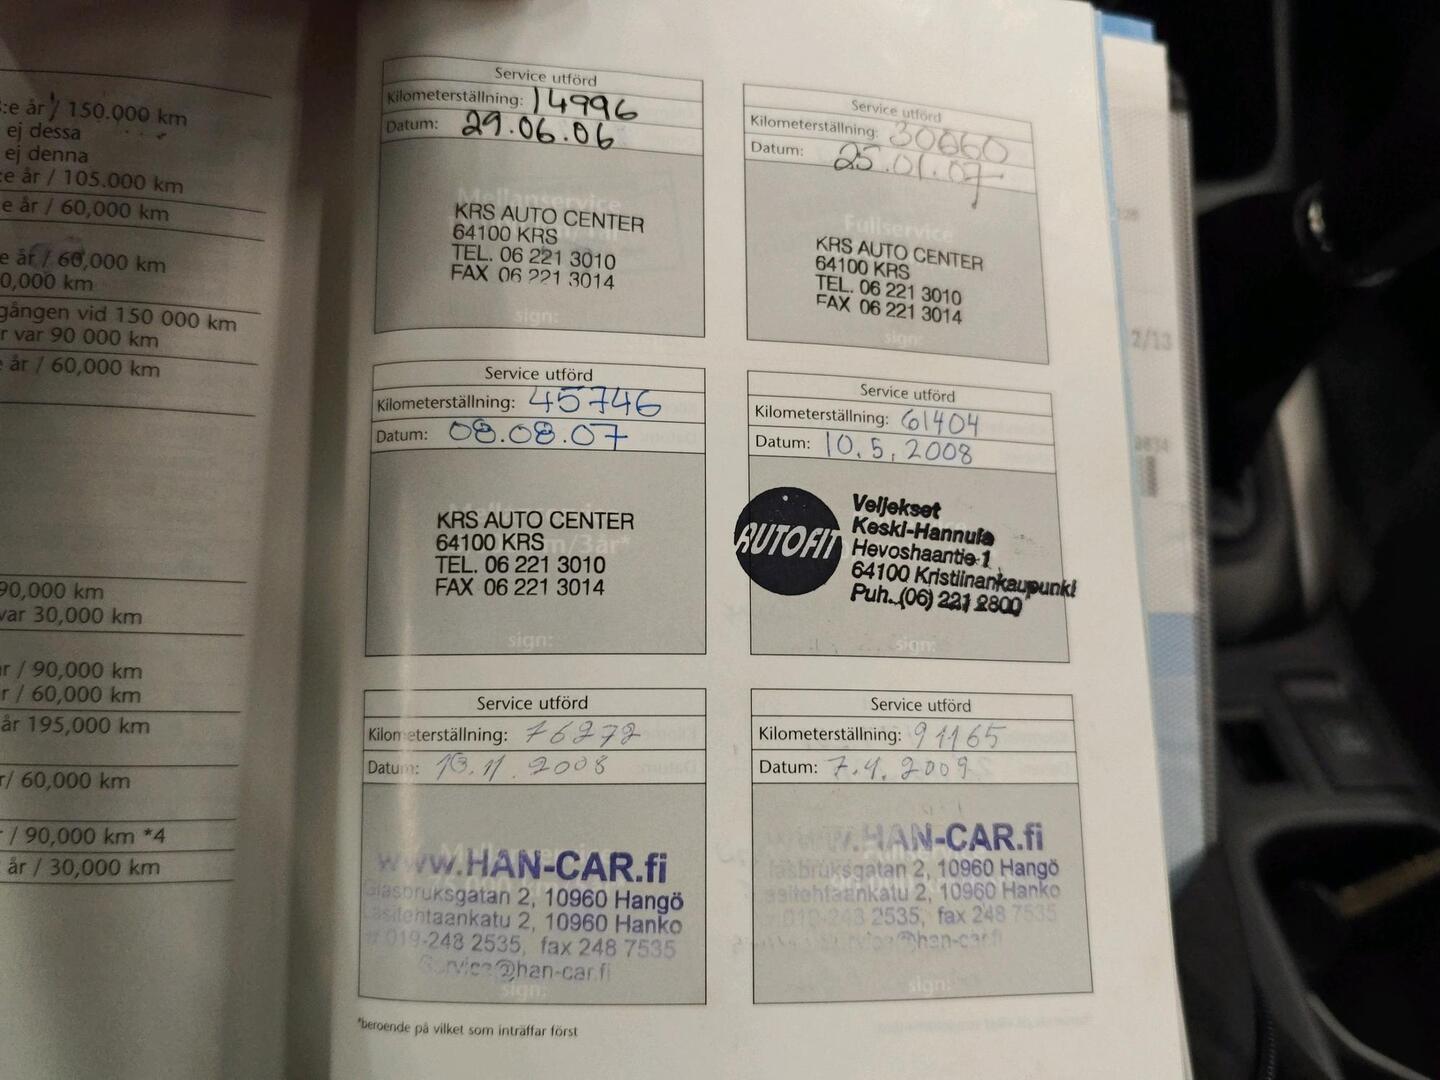 :e år / 150.000 km
ej dessa
ej denna
:e år / 105.000 km
e år / 60,000 km
e år / 60,000 km
0,000 km
gången vid 150 000 km
r var 90 000 km
år / 60,000 km
90,000 km
var 30,000 km
r / 90,000 km
r / 60,000 km
år 195,000 km
r/ 60,000 km
/ 90,000 km *4
år / 30,000 km
Service utförd
Kilometerställning: 14996
Datum: 29.06.06
Mellanservice
KRS AUTO CENTER
64100 KRS
TEL. 06 221 3010
FAX 06 221 3014
sign:
Service utförd
Kilometerställning: 30060
Datum: 25.01.07
Fullservice
KRS AUTO CENTER
64100 KRS
TEL. 06 221 3010
FAX 06 221 3014
sign:
Service utförd
Kilometerställning: 45746
Datum: 08.08.07
KRS AUTO CENTER
64100 KRS
TEL. 06 221 3010
FAX 06 221 3014
sign:
Service utförd
Kilometerställning: 61404
Datum: 10.5.2008
AUTOFIT
Veljekset
Keski-Hannula
Hevoshaantie 1
64100 Kristiinankaupunki
Puh. (06) 221 2800
sign:
Service utförd
Kilometerställning: 76272
Datum: 13.11.2008
www.HAN-CAR.fi
Glasbruksgatan 2, 10960 Hangö
Lasitehtaankatu 2, 10960 Hanko
019-248 2535, fax 248 7535
Service@han-car.fi
sign:
Service utförd
Kilometerställning: 91165
Datum: 7.4.2009
www.HAN-CAR.fi
lasbruksgatan 2, 10960 Hangö
asitehtaankatu 2, 10960 Hanko
019-248 2535, fax 248 7535
service@han-car.fi
sign:
*beroende på vilket som inträffar först
2/13